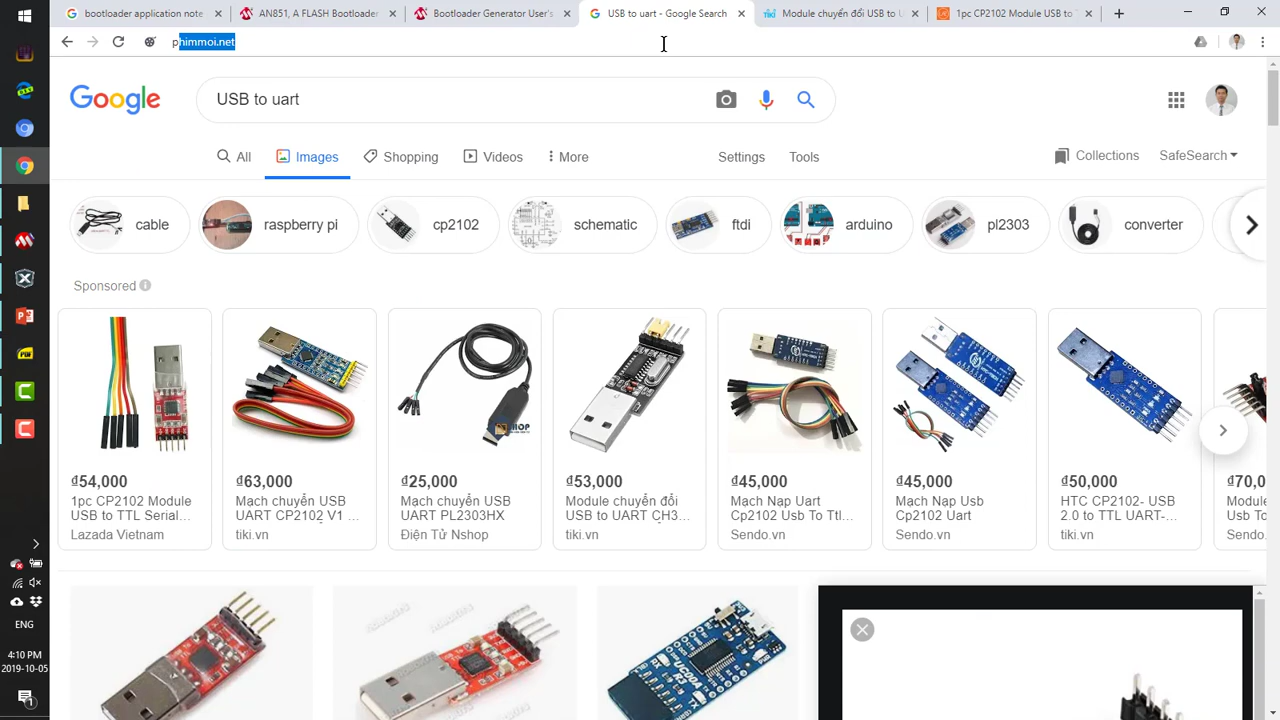 bootloader application note
AN851, A FLASH Bootloader
Bootloader Generator User's
USB to uart - Google Search
Module chuyển đổi USB to U
1pc CP2102 Module USB to T
phimmoi.net
Google
USB to uart
All
Images
Shopping
Videos
More
Settings
Tools
Collections
SafeSearch
cable
raspberry pi
cp2102
schematic
ftdi
arduino
pl2303
converter
Sponsored
₫54,000
1pc CP2102 Module
USB to TTL Serial...
Lazada Vietnam
₫63,000
Mạch chuyển USB
UART CP2102 V1 ...
tiki.vn
₫25,000
Mạch chuyển USB
UART PL2303HX
Điện Tử Nshop
₫53,000
Module chuyển đổi
USB to UART CH3...
tiki.vn
₫45,000
Mạch Nạp Uart
Cp2102 Usb To Ttl...
Sendo.vn
₫45,000
Mạch Nạp Usb
Cp2102 Uart
Sendo.vn
₫50,000
HTC CP2102- USB
2.0 to TTL UART-...
tiki.vn
₫70,0
Module
Usb To
Sendo.
ENG
4:10 PM
2019-10-05